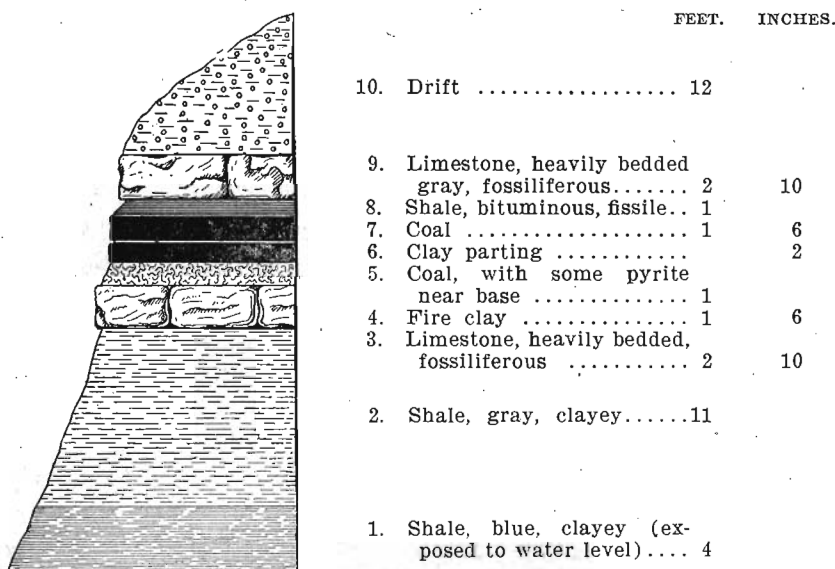 FEET. INCHES.
10. Drift .................. 12
9. Limestone, heavily bedded
gray, fossiliferous....... 2 10
8. Shale, bituminous, fissile.. 1
7. Coal .................... 1 6
6. Clay parting ............ 2
5. Coal, with some pyrite
near base .............. 1
4. Fire clay ................ 1 6
3. Limestone, heavily bedded,
fossiliferous ........... 2 10
2. Shale, gray, clayey......11
1. Shale, blue, clayey (ex-
posed to water level).... 4